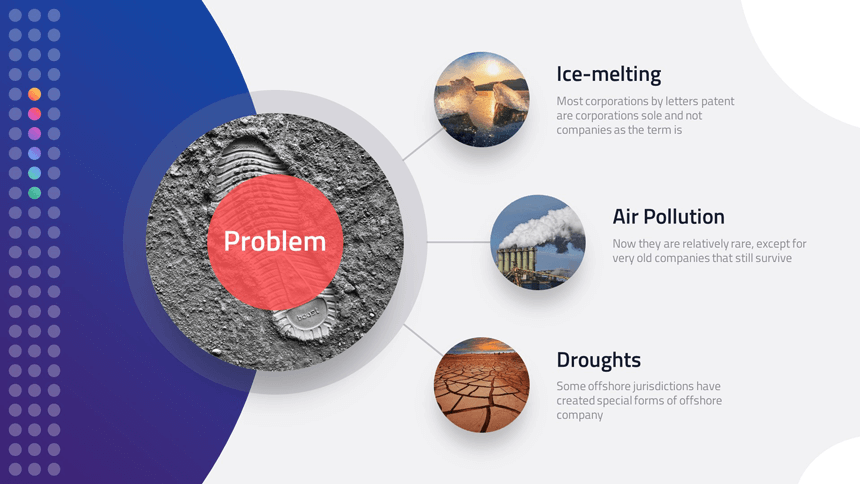 Problem
Ice-melting
Most corporations by letters patent
are corporations sole and not
companies as the term is
Air Pollution
Now they are relatively rare, except for
very old companies that still survive
Droughts
Some offshore jurisdictions have
created special forms of offshore
company